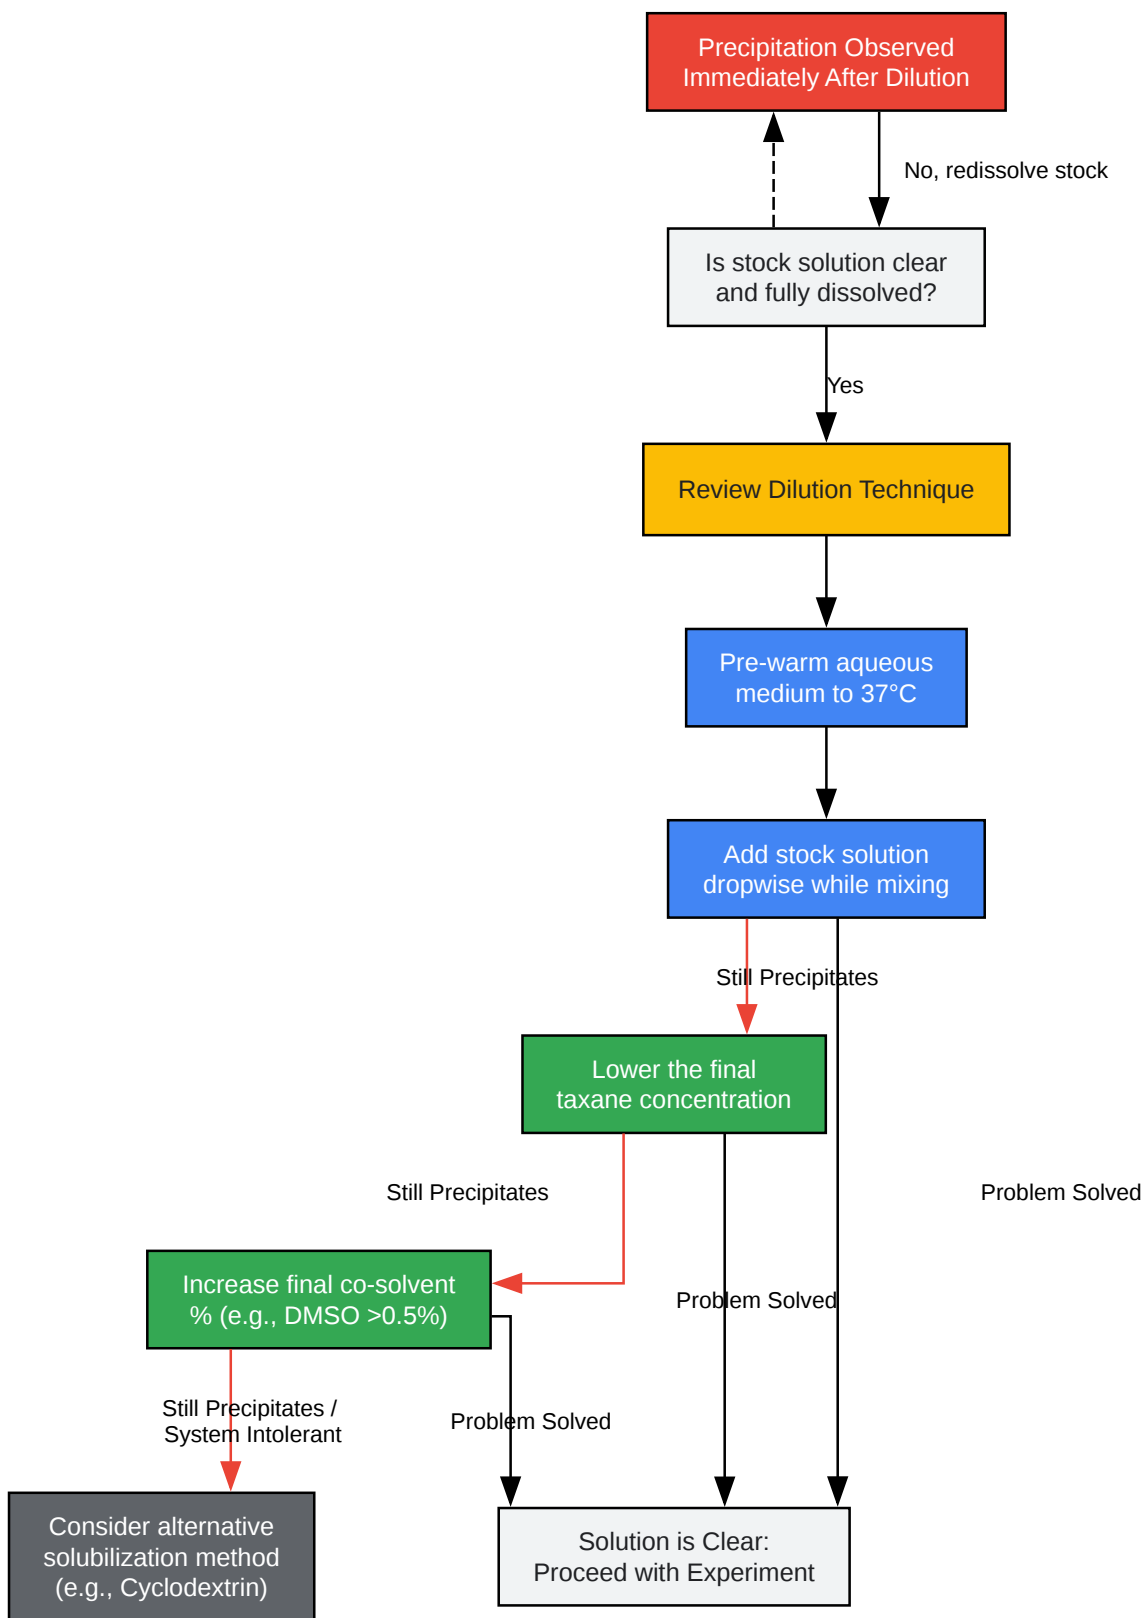 Precipitation Observed
Immediately After Dilution
No, redissolve stock
Is stock solution clear
and fully dissolved?
Yes
Review Dilution Technique
Pre-warm aqueous
medium to 37°C
Add stock solution
dropwise while mixing
Still Precipitates
Lower the final
taxane concentration
Still Precipitates
Problem Solved
Increase final co-solvent
% (e.g., DMSO >0.5%)
Problem Solved
Still Precipitates /
System Intolerant
Problem Solved
Consider alternative
solubilization method
(e.g., Cyclodextrin)
Solution is Clear:
Proceed with Experiment